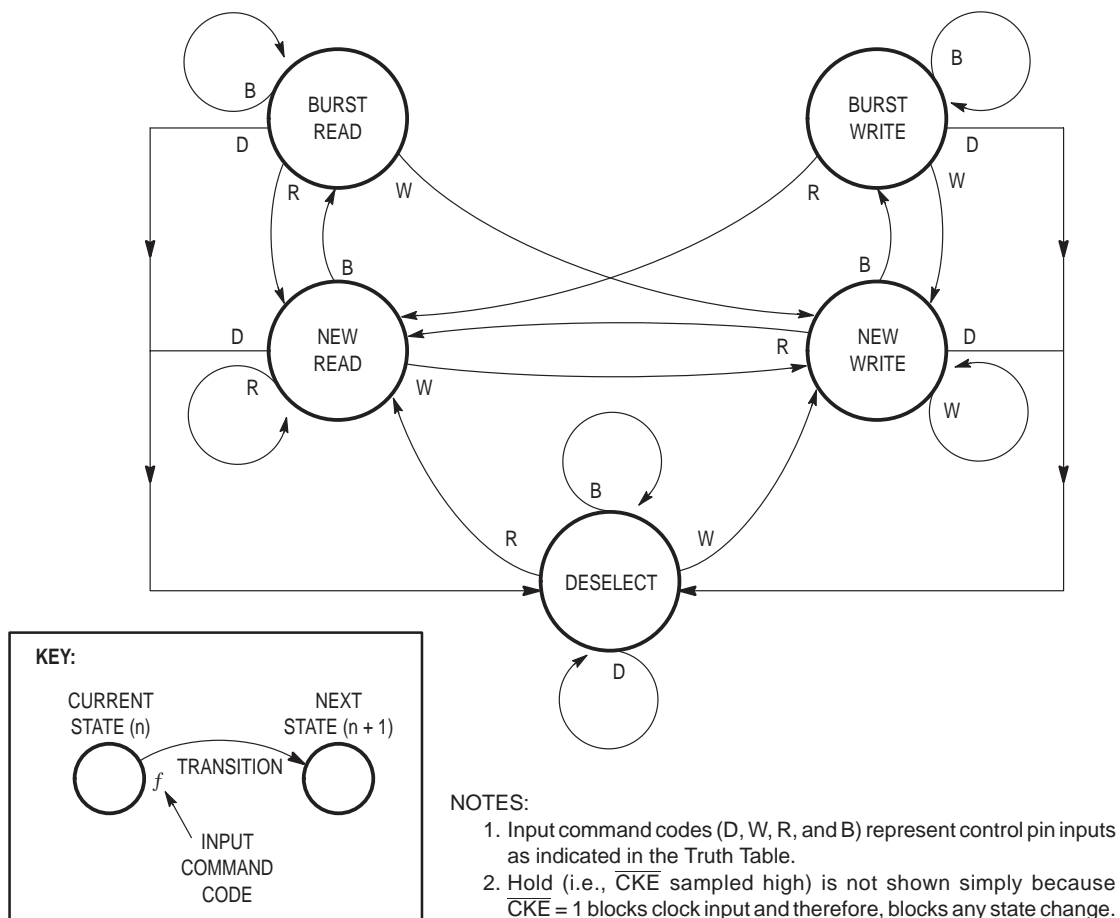 B
BURST
READ
D
R
W
B
BURST
WRITE
B
D
W
R
B
D
NEW
READ
R
W
R
NEW
WRITE
D
W
B
R
W
DESELECT
D
KEY:
CURRENT
STATE (n)
NEXT
STATE (n + 1)
TRANSITION
f
INPUT
COMMAND
CODE
NOTES:
1. Input command codes (D, W, R, and B) represent control pin inputs
as indicated in the Truth Table.
2. Hold (i.e., C̅K̅E̅ sampled high) is not shown simply because
C̅K̅E̅ = 1 blocks clock input and therefore, blocks any state change.